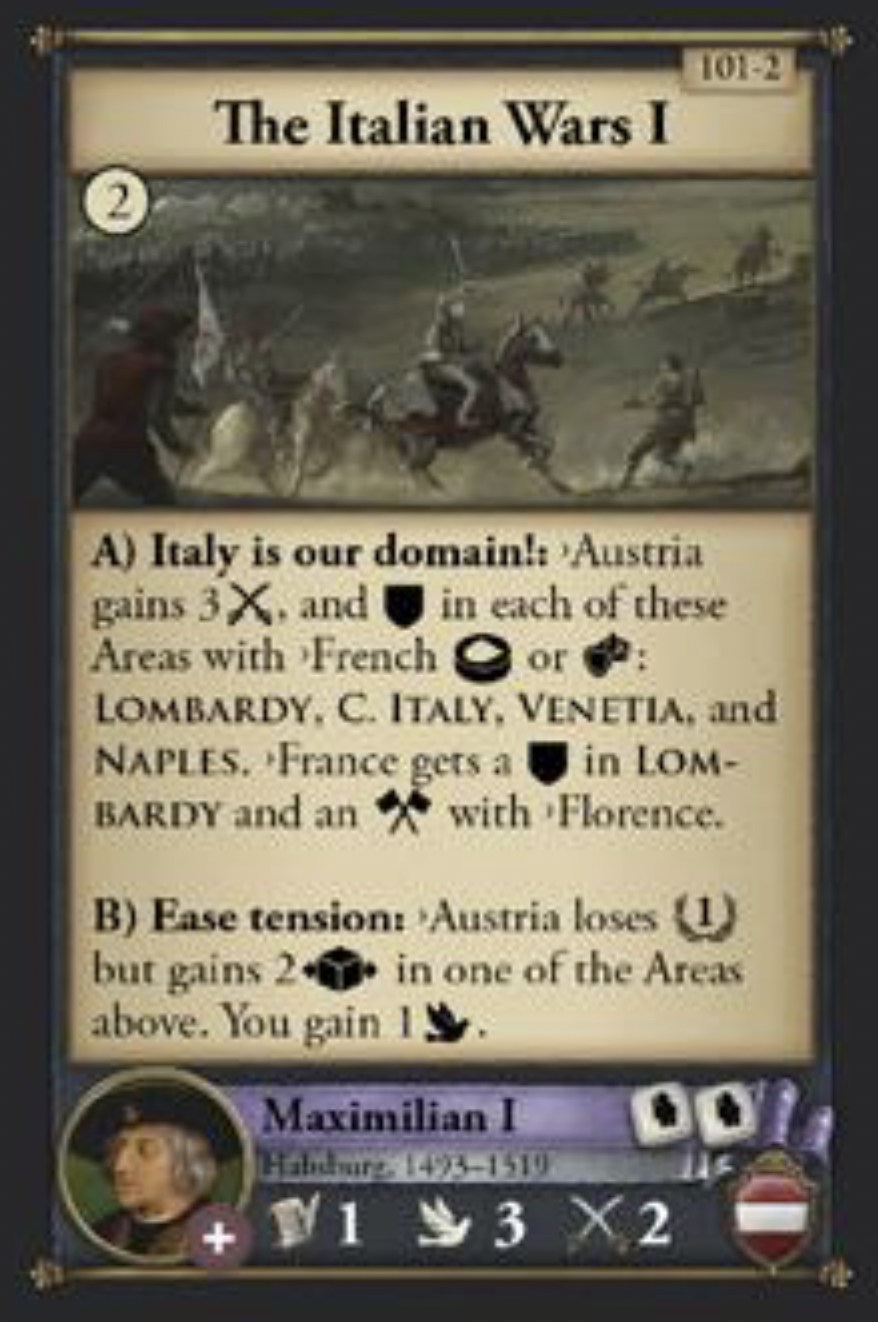 101-2
The Italian Wars I
2
A) Italy is our domain!: ›Austria
gains 3, and in each of these
Areas with ›French or :
LOMBARDY, C. ITALY, VENETIA, and
NAPLES. ›France gets a in LOM-
BARDY and an with ›Florence.
B) Ease tension: ›Austria loses 1
but gains 2 in one of the Areas
above. You gain 1.
Maximilian I
Habsburg, 1493–1519
+ 1 3 2